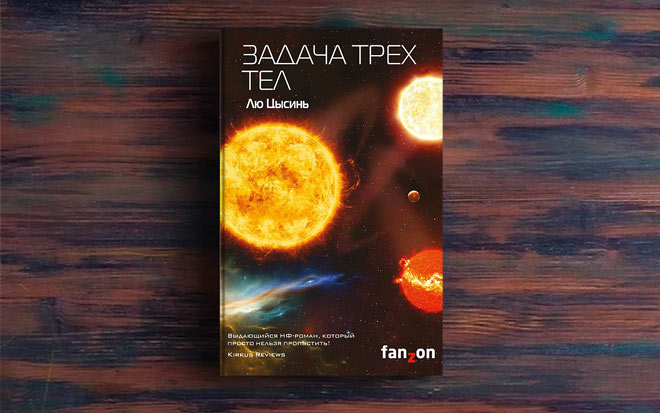 ЗАДАЧА ТРЕХ
ТЕЛ
Лю Цысинь
Выдающийся НФ-роман, который
просто нельзя пропустить!
Kirkus Reviews
fanzon